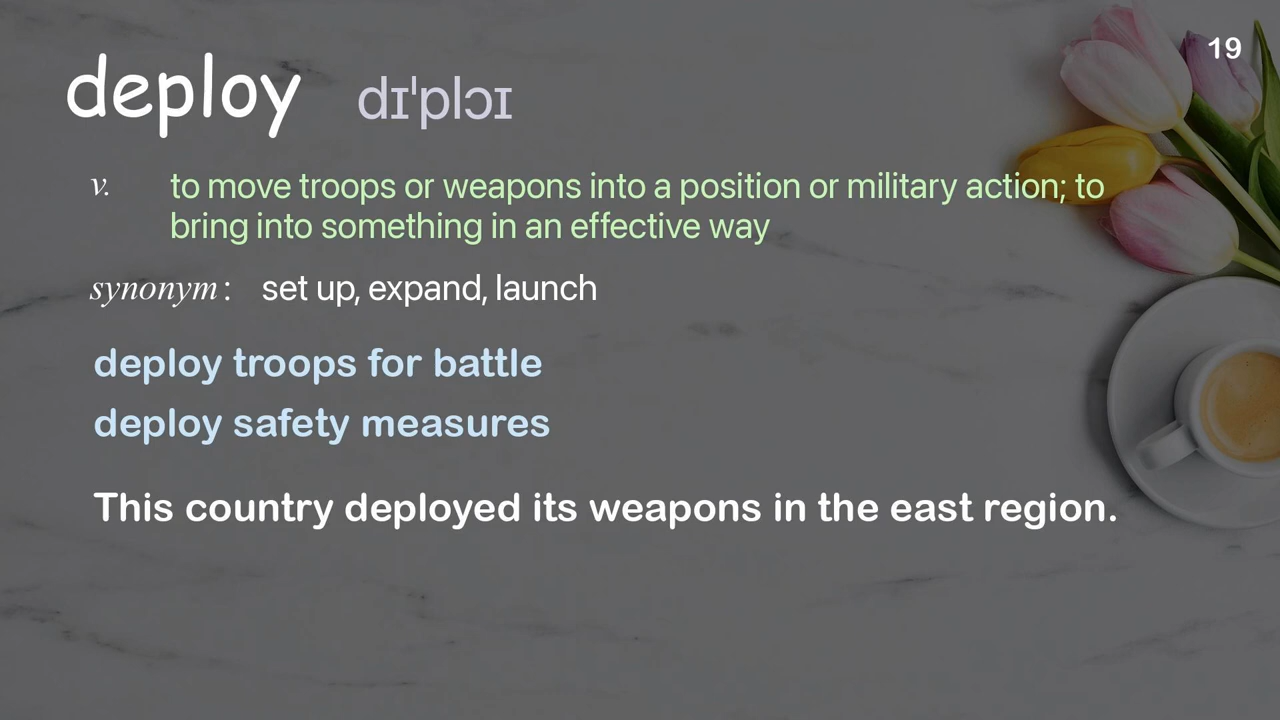 19
deploy dɪˈplɔɪ
v. to move troops or weapons into a position or military action; to
bring into something in an effective way
synonym: set up, expand, launch
deploy troops for battle
deploy safety measures
This country deployed its weapons in the east region.